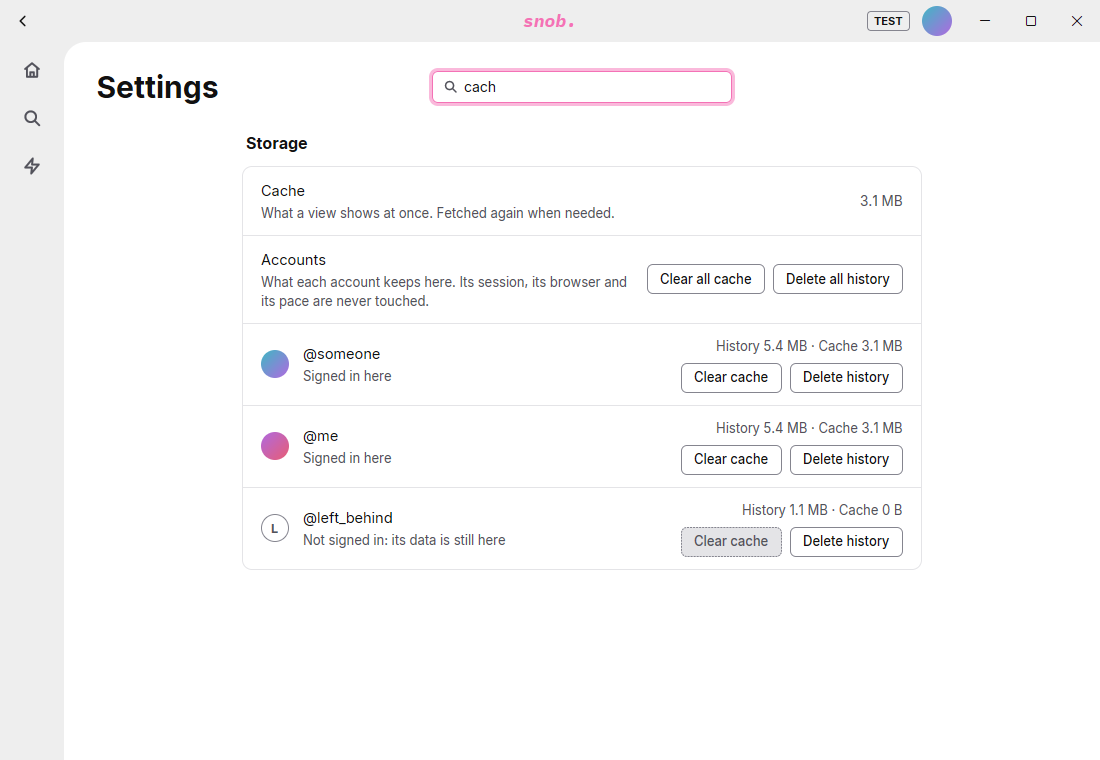 snob.
TEST
Settings
cach
Storage
Cache
What a view shows at once. Fetched again when needed.
3.1 MB
Accounts
What each account keeps here. Its session, its browser and
its pace are never touched.
Clear all cache
Delete all history
@someone
Signed in here
History 5.4 MB · Cache 3.1 MB
Clear cache
Delete history
@me
Signed in here
History 5.4 MB · Cache 3.1 MB
Clear cache
Delete history
L
@left_behind
Not signed in: its data is still here
History 1.1 MB · Cache 0 B
Clear cache
Delete history